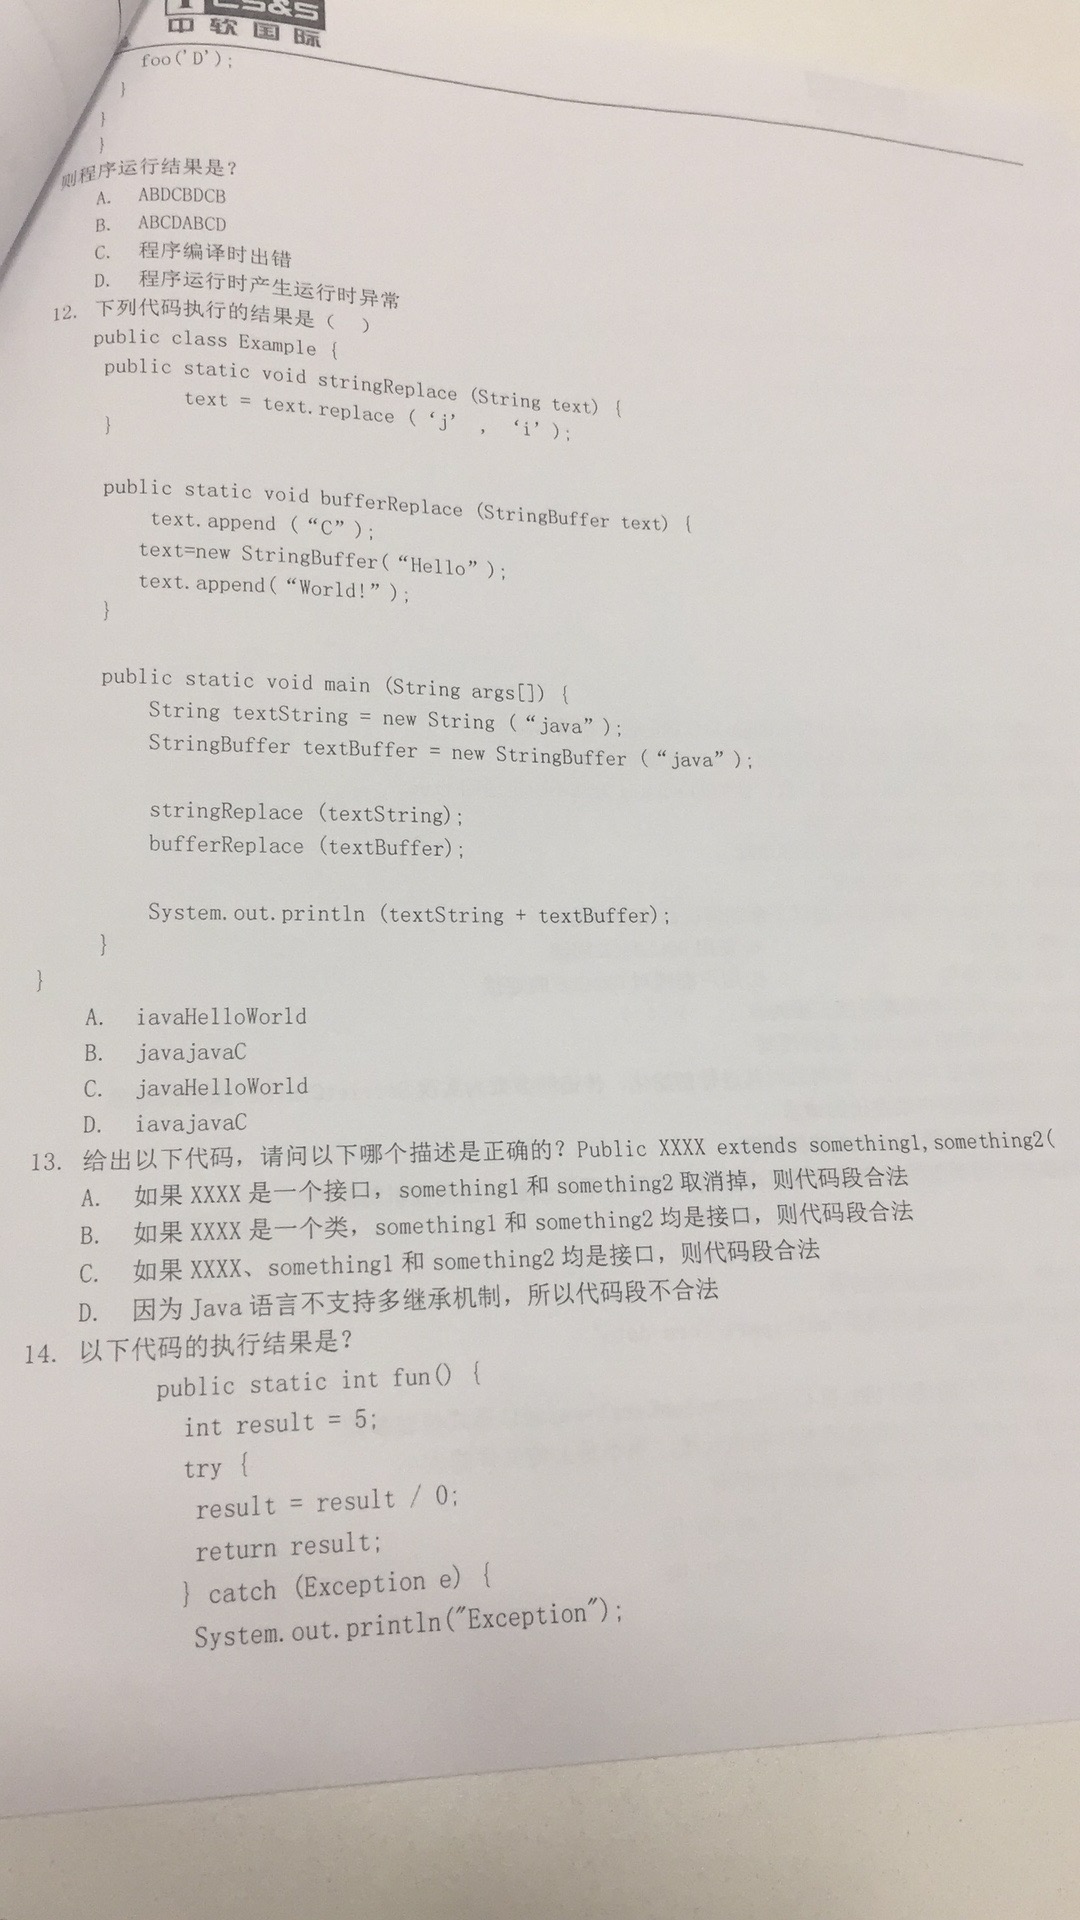 CS&S
中软国际
foo('D');
}
}
}
则程序运行结果是？
A. ABDCBDCB
B. ABCDABCD
C. 程序编译时出错
D. 程序运行时产生运行时异常
12. 下列代码执行的结果是（ ）
public class Example {
public static void stringReplace (String text) {
text = text.replace (‘j’ , ‘i’);
}
public static void bufferReplace (StringBuffer text) {
text.append (“C”);
text=new StringBuffer(“Hello”);
text.append(“World!”);
}
public static void main (String args[]) {
String textString = new String (“java”);
StringBuffer textBuffer = new StringBuffer (“java”);
stringReplace (textString);
bufferReplace (textBuffer);
System.out.println (textString + textBuffer);
}
}
A. iavaHelloWorld
B. javajavaC
C. javaHelloWorld
D. iavajavaC
13. 给出以下代码，请问以下哪个描述是正确的？Public XXXX extends something1,something2(
A. 如果 XXXX 是一个接口，something1 和 something2 取消掉，则代码段合法
B. 如果 XXXX 是一个类，something1 和 something2 均是接口，则代码段合法
C. 如果 XXXX、something1 和 something2 均是接口，则代码段合法
D. 因为 Java 语言不支持多继承机制，所以代码段不合法
14. 以下代码的执行结果是？
public static int fun() {
int result = 5;
try {
result = result / 0;
return result;
} catch (Exception e) {
System.out.println("Exception");